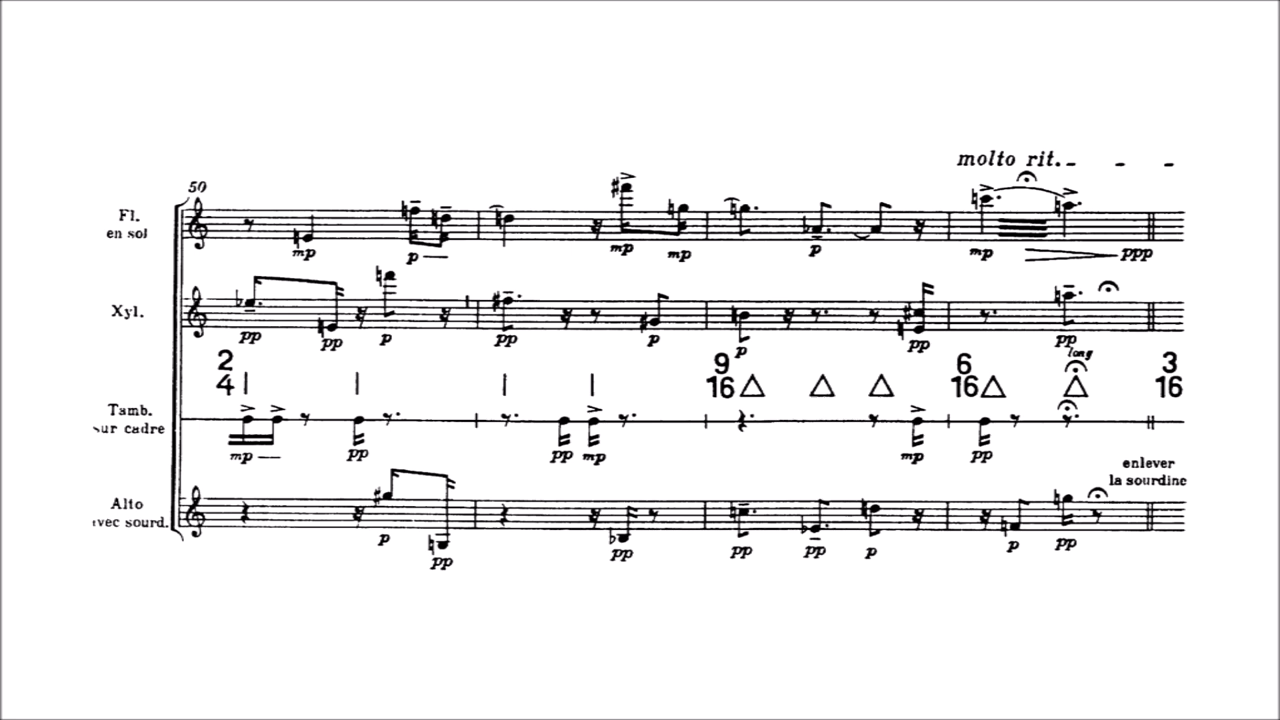 molto rit. - - -
50
Fl.
en sol
mp p mp mp p mp ppp
Xyl.
pp pp p pp p p pp pp
long
2 9 6 3
4 16 16 16
Tamb.
sur cadre
mp pp pp mp mp pp
enlever
la sourdine
Alto
avec sourd.
p pp pp pp pp p p pp